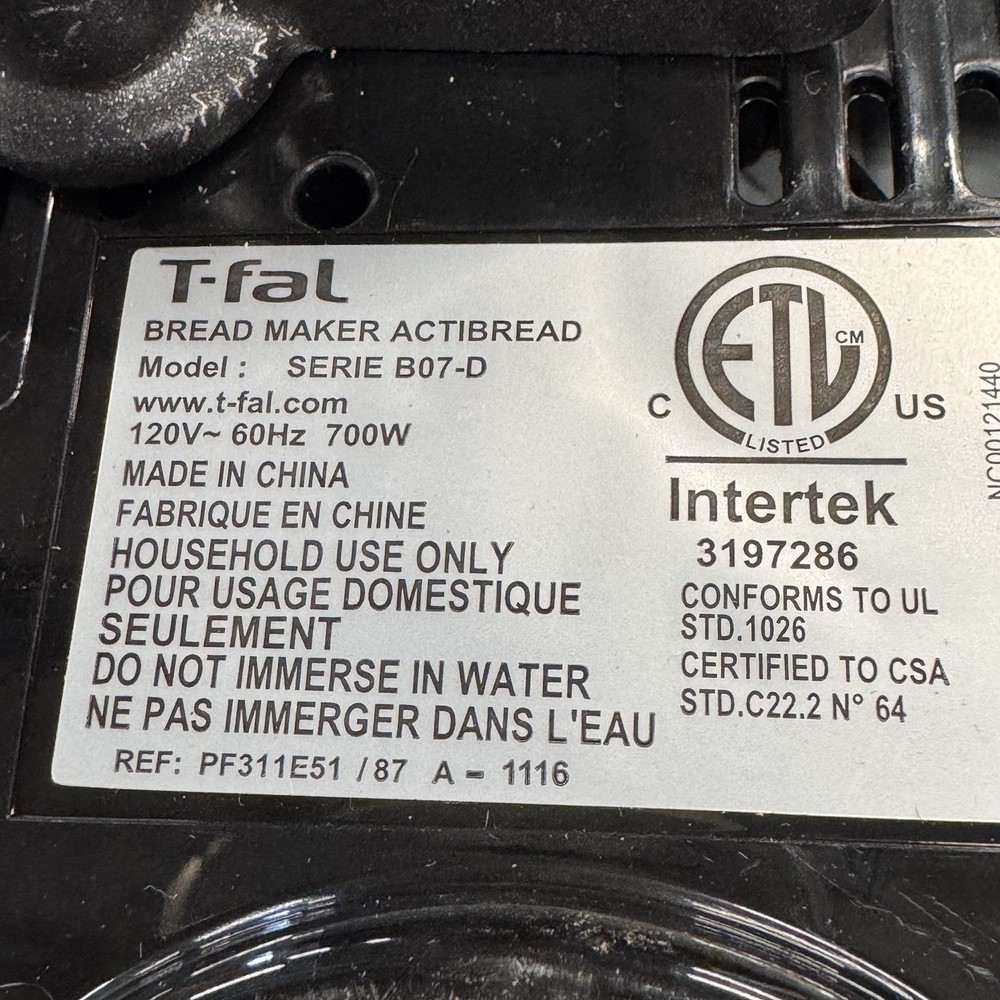 T-fal
BREAD MAKER ACTIBREAD
Model : SERIE B07-D
www.t-fal.com
120V~ 60Hz 700W
MADE IN CHINA
FABRIQUE EN CHINE
HOUSEHOLD USE ONLY
POUR USAGE DOMESTIQUE
SEULEMENT
DO NOT IMMERSE IN WATER
NE PAS IMMERGER DANS L'EAU
REF: PF311E51 / 87 A - 1116
ETL CM
C US
LISTED
Intertek
3197286
CONFORMS TO UL
STD.1026
CERTIFIED TO CSA
STD.C22.2 N° 64
NC00121440